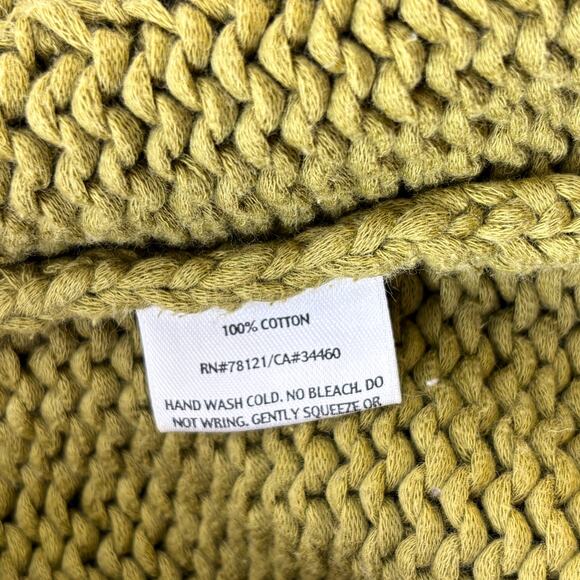 100% COTTON
RN#78121/CA#34460
HAND WASH COLD. NO BLEACH. DO
NOT WRING. GENTLY SQUEEZE OR